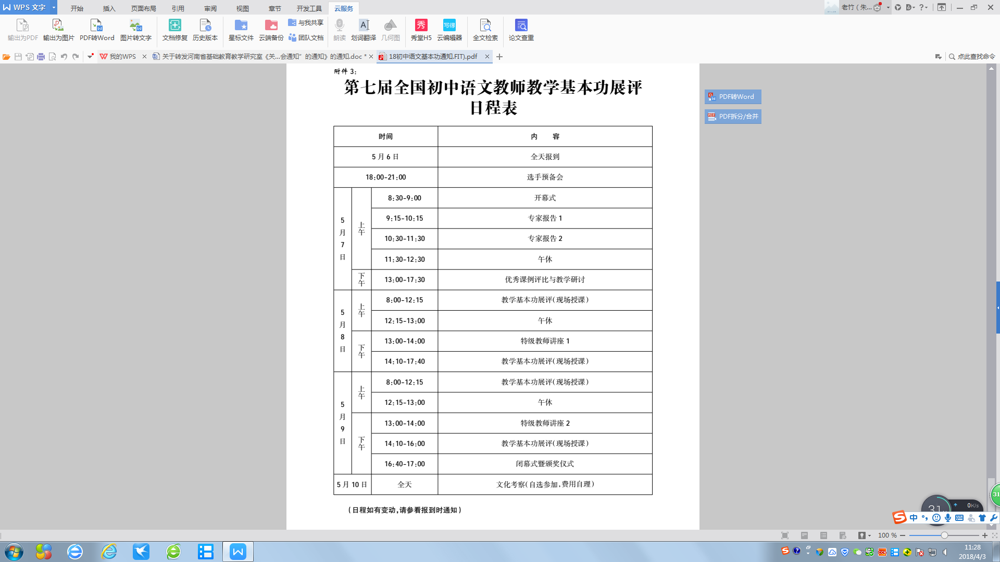 WPS 文字
开始 插入 页面布局 引用 审阅 视图 章节 开发工具 云服务
老竹 ( 朱...
输出为PDF 输出为图片 PDF转Word 图片转文字 文档修复 历史版本 星标文件 云端备份 与我共享 团队文档 朗读 划词翻译 几何图 秀堂H5 云编辑器 全文检索 论文查重
我的WPS 关于转发河南省基础教育教学研究室《关...会通知”的通知》的通知.doc * 18初中语文基本功通知.FIT).pdf 点此查找命令
PDF转Word
PDF拆分/合并
附件 3:
第七届全国初中语文教师教学基本功展评
日程表
时间 内 容
5 月 6 日 全天报到
18:00-21:00 选手预备会
5月7日 上午 8:30-9:00 开幕式
9:15-10:15 专家报告 1
10:30-11:30 专家报告 2
11:30-12:30 午休
下午 13:00-17:30 优秀课例评比与教学研讨
5月8日 上午 8:00-12:15 教学基本功展评(现场授课)
12:15-13:00 午休
下午 13:00-14:00 特级教师讲座 1
14:10-17:40 教学基本功展评(现场授课)
5月9日 上午 8:00-12:15 教学基本功展评(现场授课)
12:15-13:00 午休
下午 13:00-14:00 特级教师讲座 2
14:10-16:00 教学基本功展评(现场授课)
16:40-17:00 闭幕式暨颁奖仪式
5 月 10 日 全天 文化考察(自选参加,费用自理)
(日程如有变动,请参看报到时通知)
31 0K/s
31
中
100 %
11:28
2018/4/3